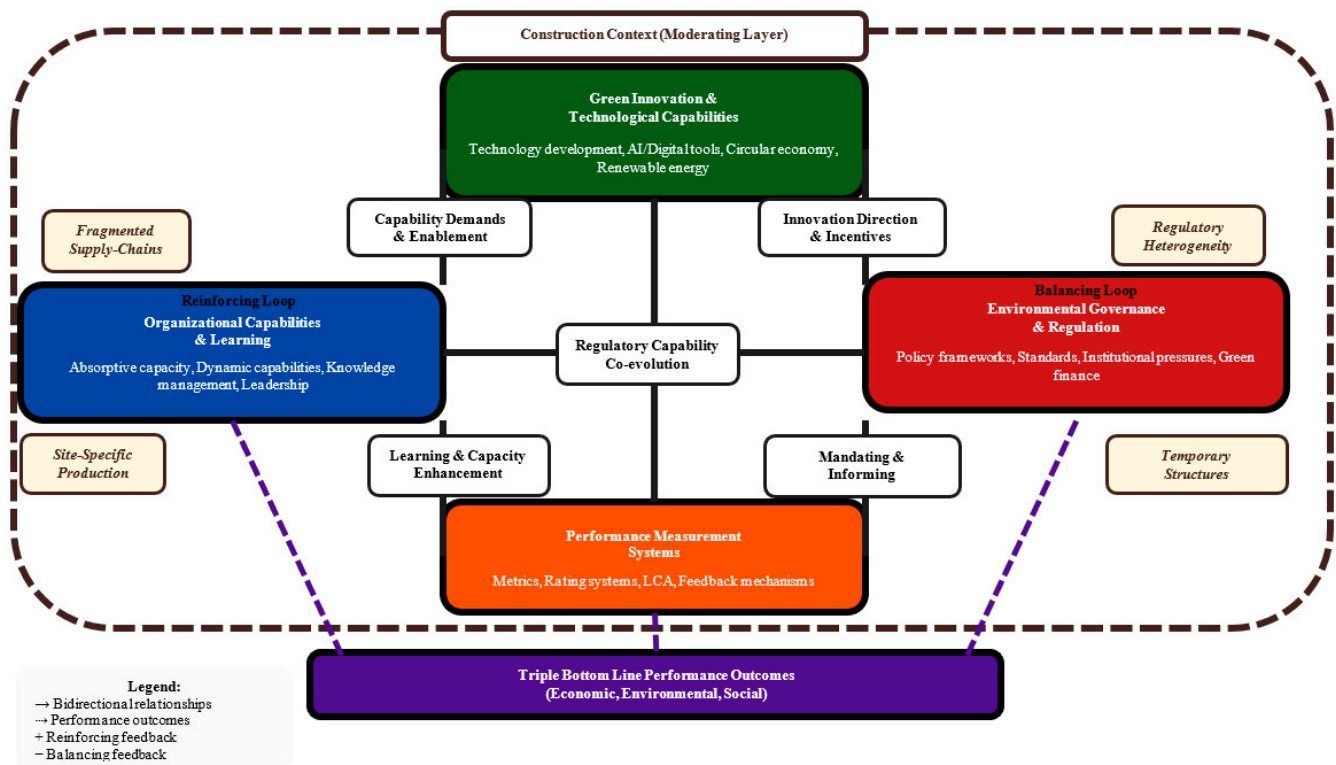 Construction Context (Moderating Layer)
Green Innovation &
Technological Capabilities
Technology development, AI/Digital tools, Circular economy,
Renewable energy
Capability Demands
& Enablement
Innovation Direction
& Incentives
Fragmented
Supply-Chains
Regulatory
Heterogeneity
Reinforcing Loop
Organizational Capabilities
& Learning
Absorptive capacity, Dynamic capabilities, Knowledge
management, Leadership
Regulatory Capability
Co-evolution
Balancing Loop
Environmental Governance
& Regulation
Policy frameworks, Standards, Institutional pressures, Green
finance
Site-Specific
Production
Learning & Capacity
Enhancement
Mandating &
Informing
Temporary
Structures
Performance Measurement
Systems
Metrics, Rating systems, LCA, Feedback mechanisms
Triple Bottom Line Performance Outcomes
(Economic, Environmental, Social)
Legend:
→ Bidirectional relationships
⇢ Performance outcomes
+ Reinforcing feedback
− Balancing feedback